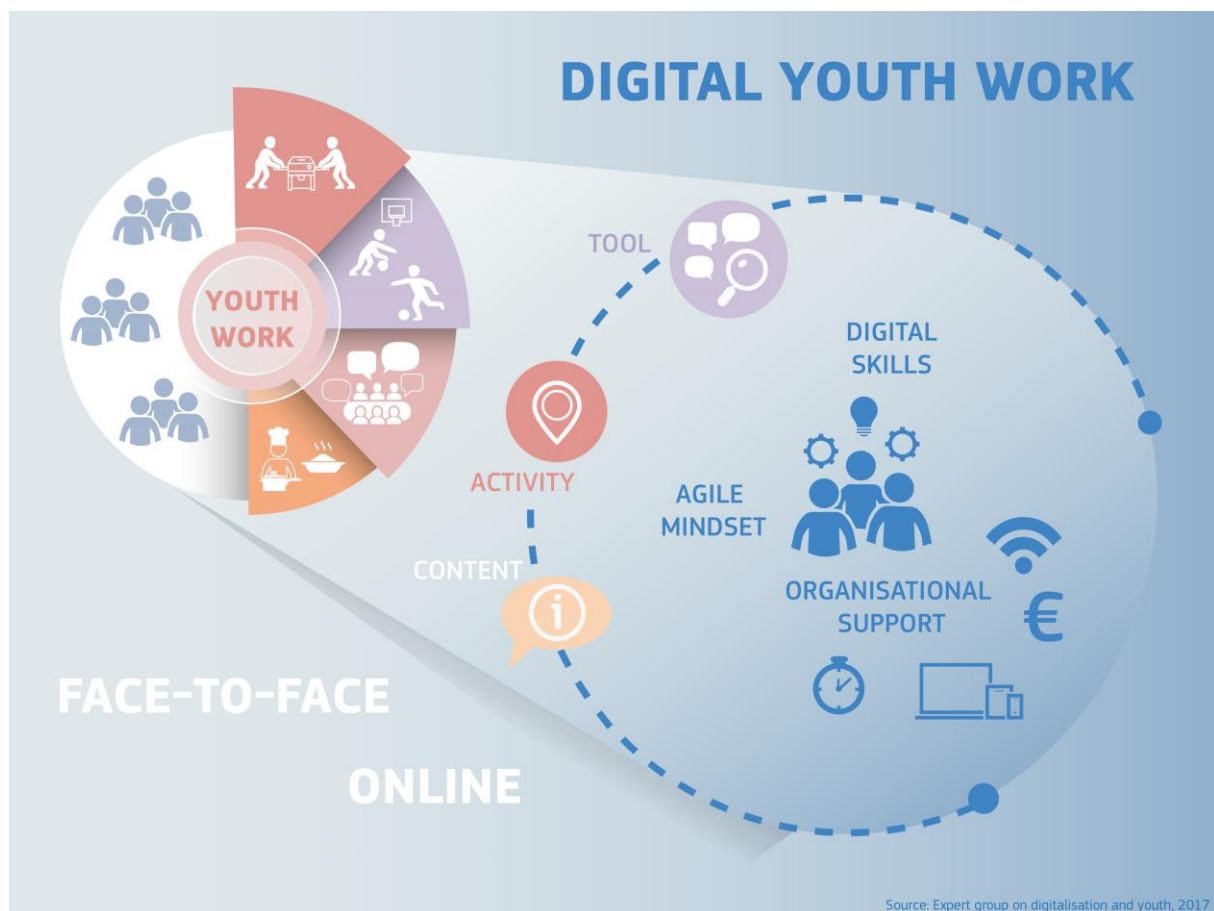 DIGITAL YOUTH WORK
YOUTH
WORK
TOOL
DIGITAL
SKILLS
ACTIVITY
AGILE
MINDSET
CONTENT
i
ORGANISATIONAL
SUPPORT
€
FACE-TO-FACE
ONLINE
Source: Expert group on digitalisation and youth, 2017